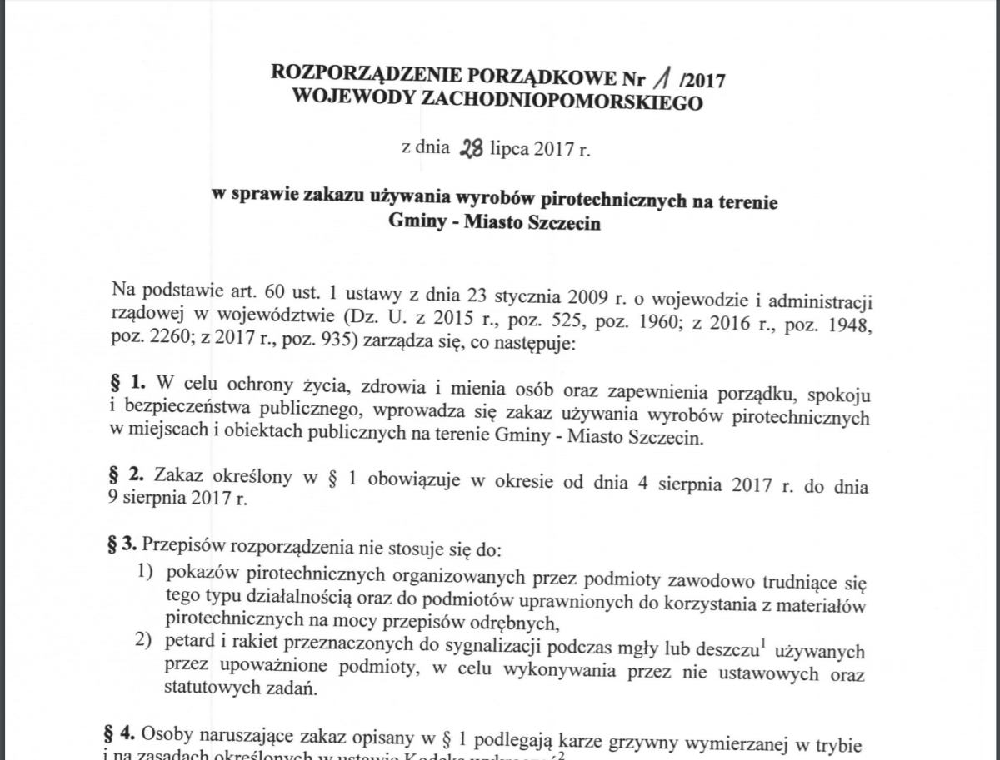 ROZPORZĄDZENIE PORZĄDKOWE Nr 1 /2017
WOJEWODY ZACHODNIOPOMORSKIEGO
z dnia 28 lipca 2017 r.
w sprawie zakazu używania wyrobów pirotechnicznych na terenie
Gminy - Miasto Szczecin
Na podstawie art. 60 ust. 1 ustawy z dnia 23 stycznia 2009 r. o wojewodzie i administracji
rządowej w województwie (Dz. U. z 2015 r., poz. 525, poz. 1960; z 2016 r., poz. 1948,
poz. 2260; z 2017 r., poz. 935) zarządza się, co następuje:
§ 1. W celu ochrony życia, zdrowia i mienia osób oraz zapewnienia porządku, spokoju
i bezpieczeństwa publicznego, wprowadza się zakaz używania wyrobów pirotechnicznych
w miejscach i obiektach publicznych na terenie Gminy - Miasto Szczecin.
§ 2. Zakaz określony w § 1 obowiązuje w okresie od dnia 4 sierpnia 2017 r. do dnia
9 sierpnia 2017 r.
§ 3. Przepisów rozporządzenia nie stosuje się do:
1) pokazów pirotechnicznych organizowanych przez podmioty zawodowo trudniące się
tego typu działalnością oraz do podmiotów uprawnionych do korzystania z materiałów
pirotechnicznych na mocy przepisów odrębnych,
2) petard i rakiet przeznaczonych do sygnalizacji podczas mgły lub deszczu¹ używanych
przez upoważnione podmioty, w celu wykonywania przez nie ustawowych oraz
statutowych zadań.
§ 4. Osoby naruszające zakaz opisany w § 1 podlegają karze grzywny wymierzanej w trybie
i na zasadach określonych w ustawie Kodeks